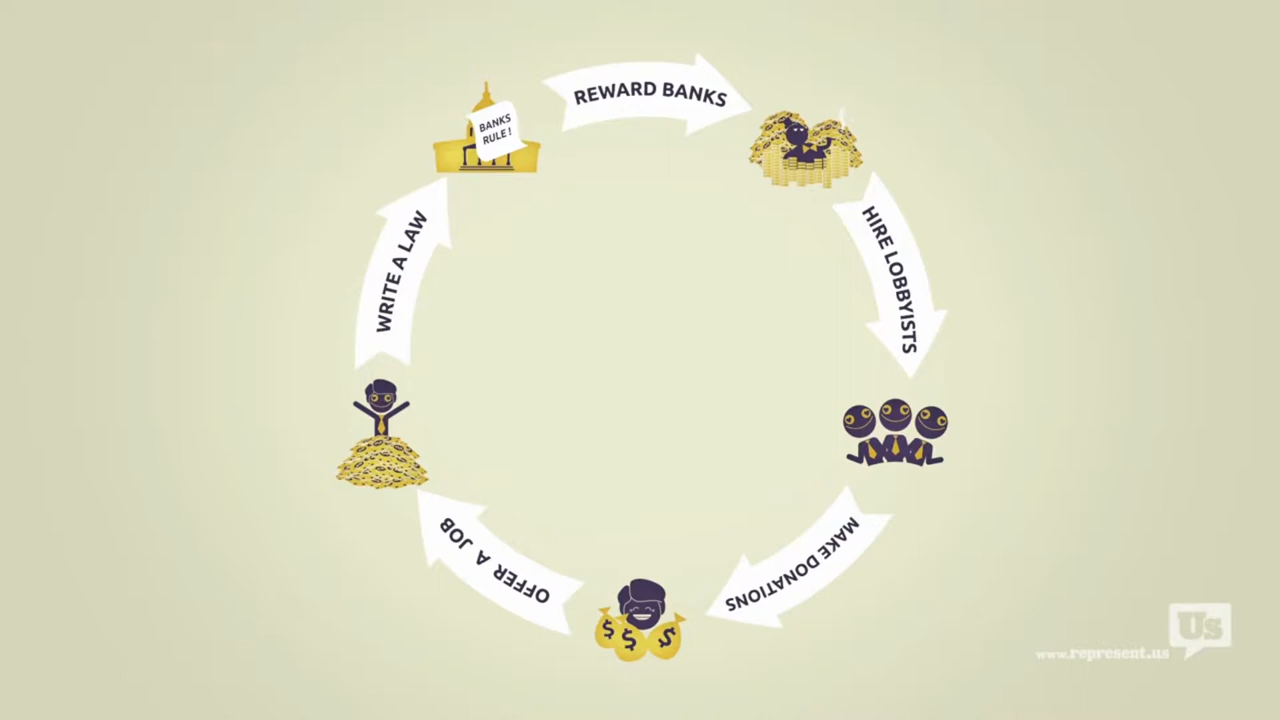 REWARD BANKS
BANKS
RULE!
HIRE LOBBYISTS
WRITE A LAW
MAKE DONATIONS
OFFER A JOB
$ $ $
Us
www.represent.us